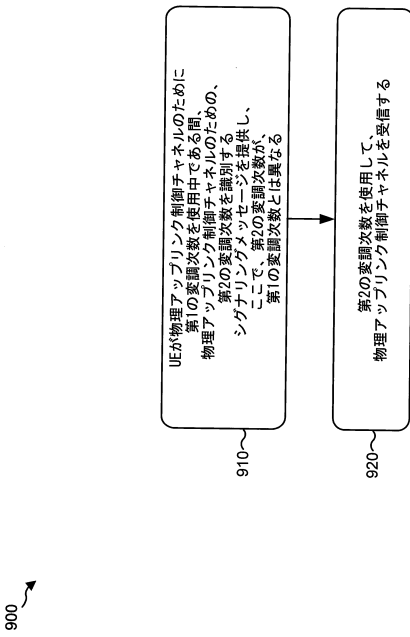 900
UEが物理アップリンク制御チャネルのために
第1の変調次数を使用中である間、
物理アップリンク制御チャネルのための、
第2の変調次数を識別する
シグナリングメッセージを提供し、
ここで、第2の変調次数が、
第1の変調次数とは異なる
910
第2の変調次数を使用して、
物理アップリンク制御チャネルを受信する
920